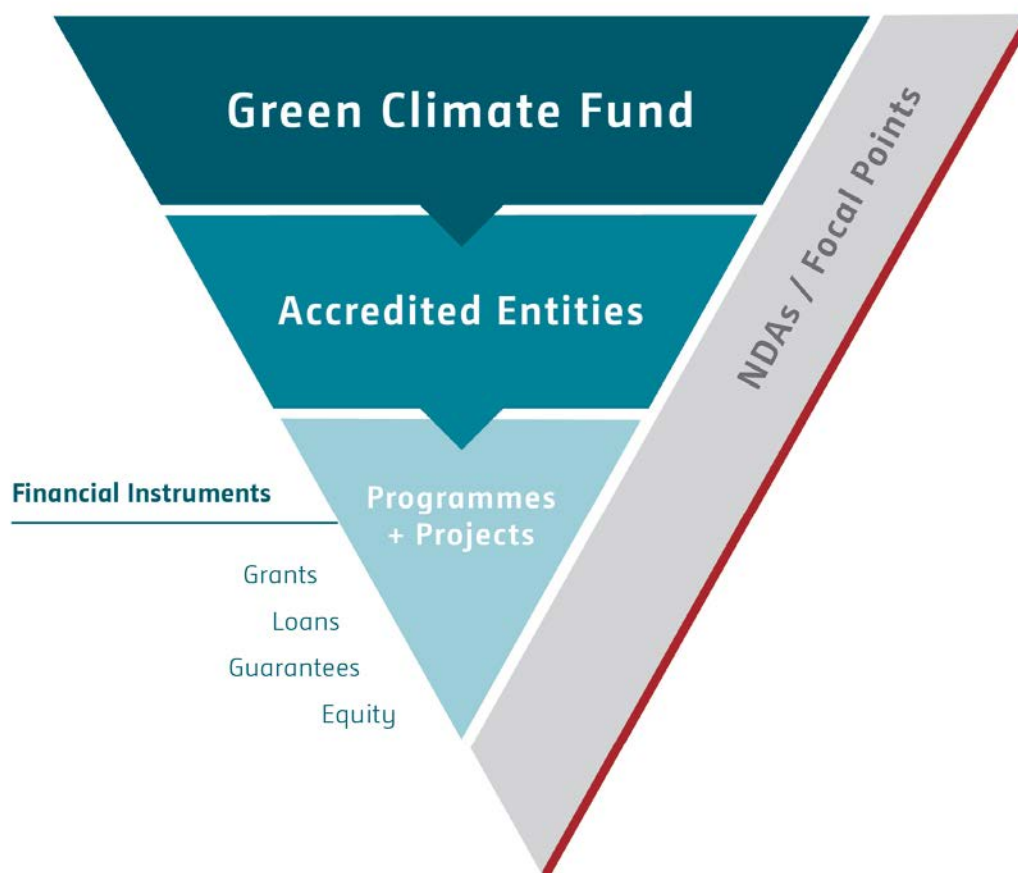 Green Climate Fund
NDAs / Focal Points
Accredited Entities
Programmes
+ Projects
Financial Instruments
Grants
Loans
Guarantees
Equity